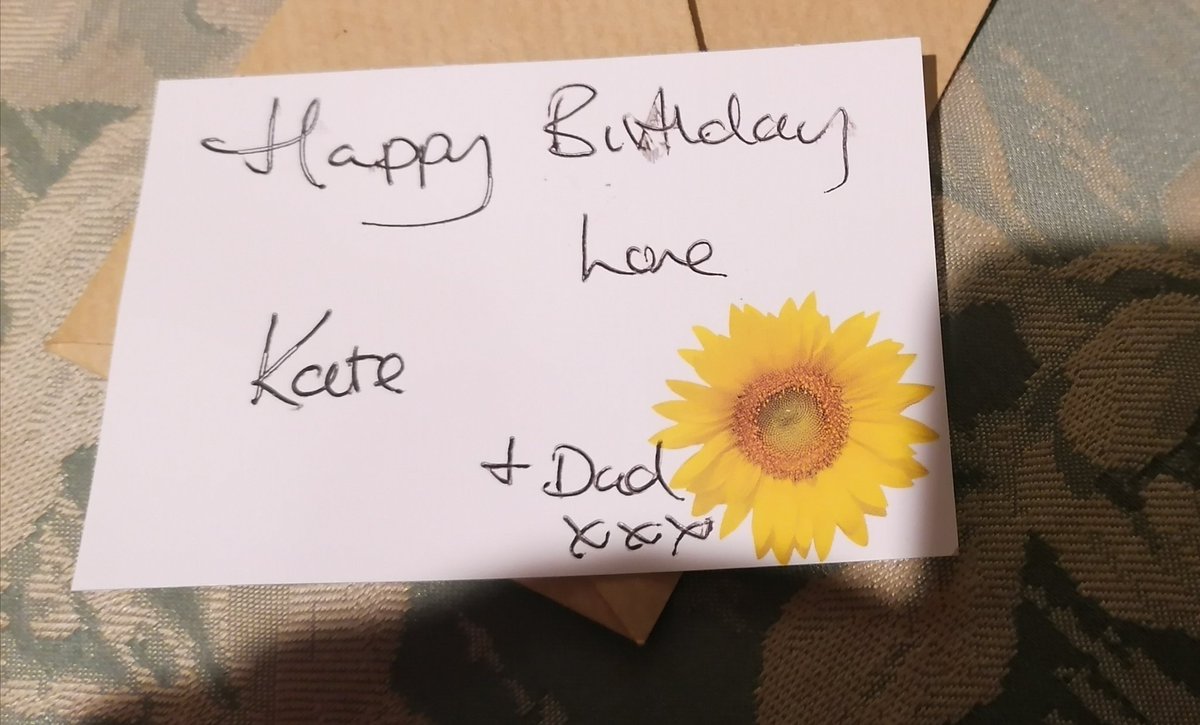 Happy Birthday
Love
Kate
+ Dad
xxx